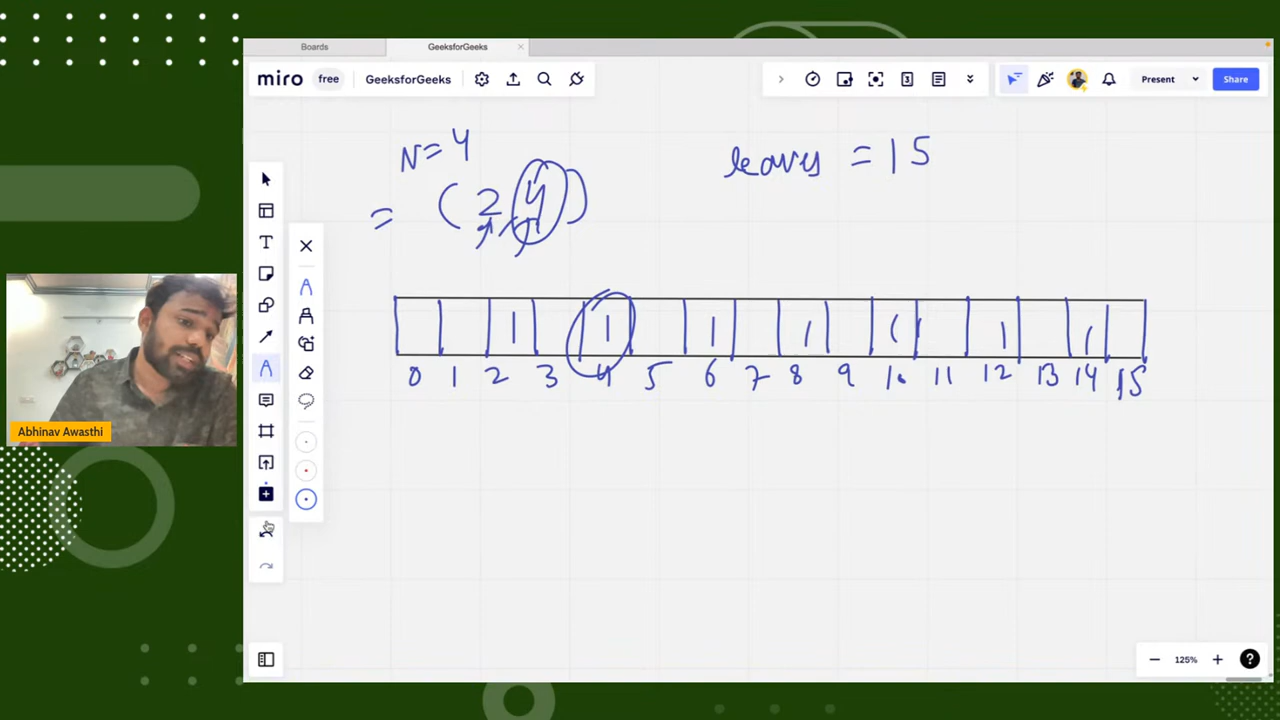 Boards
GeeksforGeeks
miro free GeeksforGeeks
3
Present
Share
N=4
leaves = 15
= (2 4)
1 1 1 1 1 1 1
0 1 2 3 4 5 6 7 8 9 10 11 12 13 14 15
T
Abhinav Awasthi
125%
?